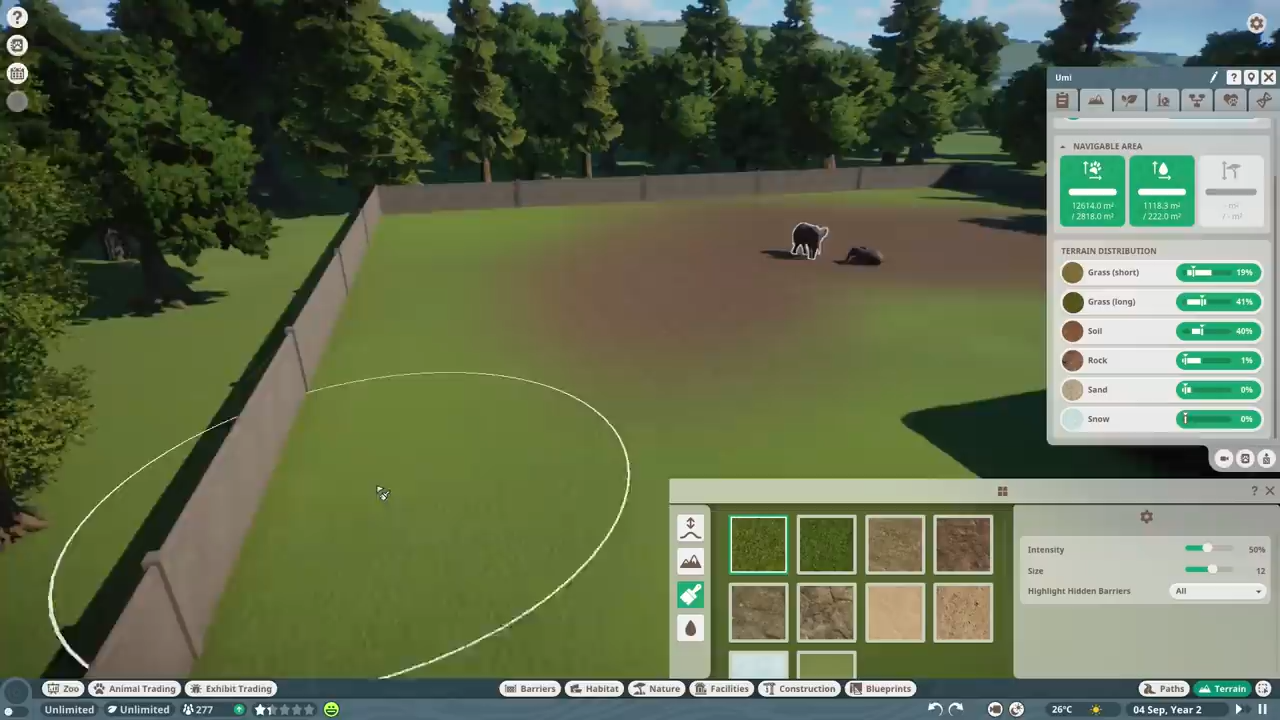 ?
Umi
?
NAVIGABLE AREA
12614.0 m²
/ 2818.0 m²
1118.3 m²
/ 222.0 m²
- m²
/ - m²
TERRAIN DISTRIBUTION
Grass (short) 19%
Grass (long) 41%
Soil 40%
Rock 1%
Sand 0%
Snow 0%
?
Intensity 50%
Size 12
Highlight Hidden Barriers All
Zoo Animal Trading Exhibit Trading Barriers Habitat Nature Facilities Construction Blueprints Paths Terrain
Unlimited Unlimited 277 26°C 04 Sep, Year 2